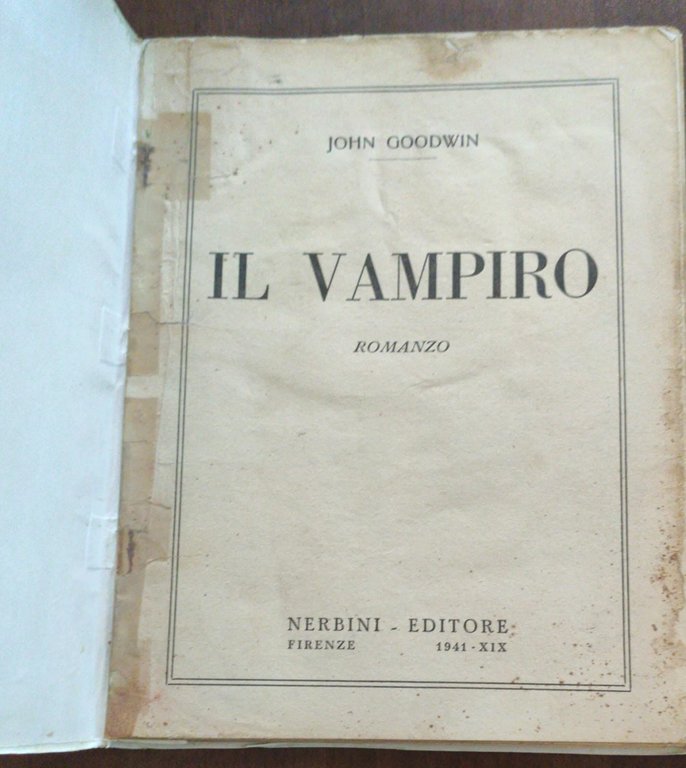 JOHN GOODWIN
IL VAMPIRO
ROMANZO
NERBINI - EDITORE
FIRENZE 1941 - XIX